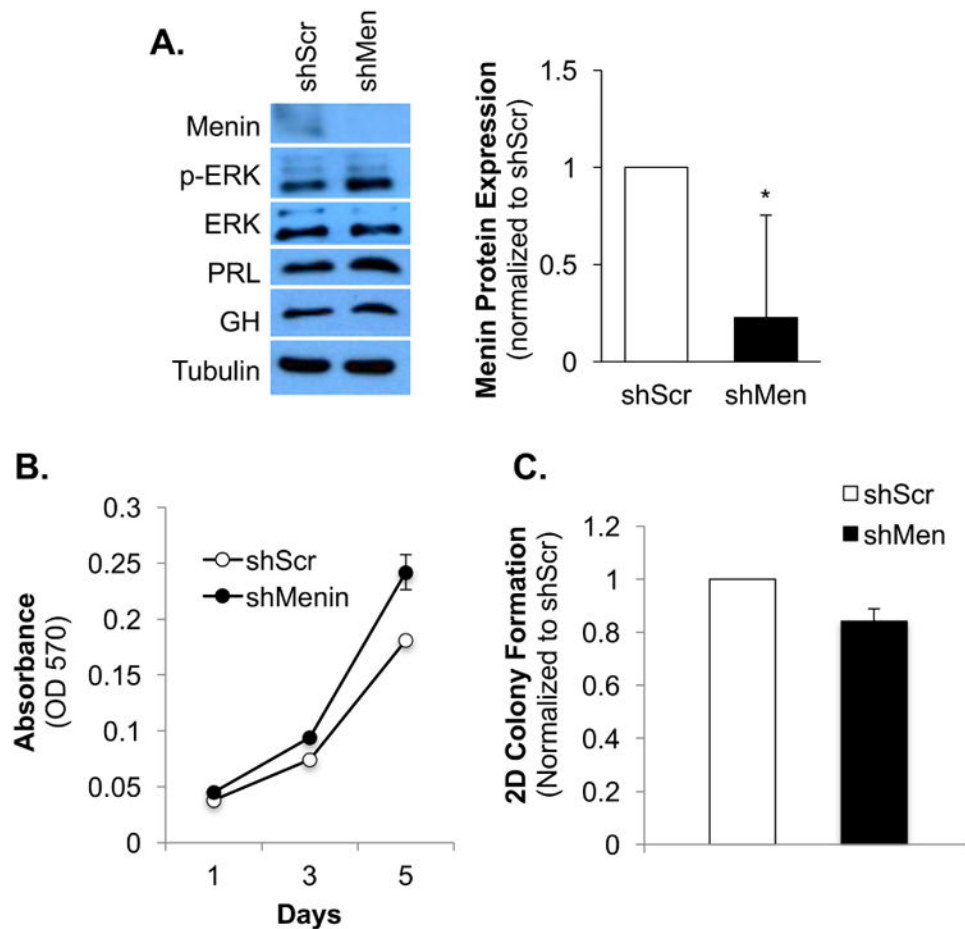 A.
shScr
shMen
Menin
p-ERK
ERK
PRL
GH
Tubulin
Menin Protein Expression
(normalized to shScr)
1.5
1
0.5
0
*
shScr
shMen
B.
Absorbance
(OD 570)
0.3
0.25
0.2
0.15
0.1
0.05
0
shScr
shMenin
1
3
5
Days
C.
shScr
shMen
2D Colony Formation
(Normalized to shScr)
1.2
1
0.8
0.6
0.4
0.2
0